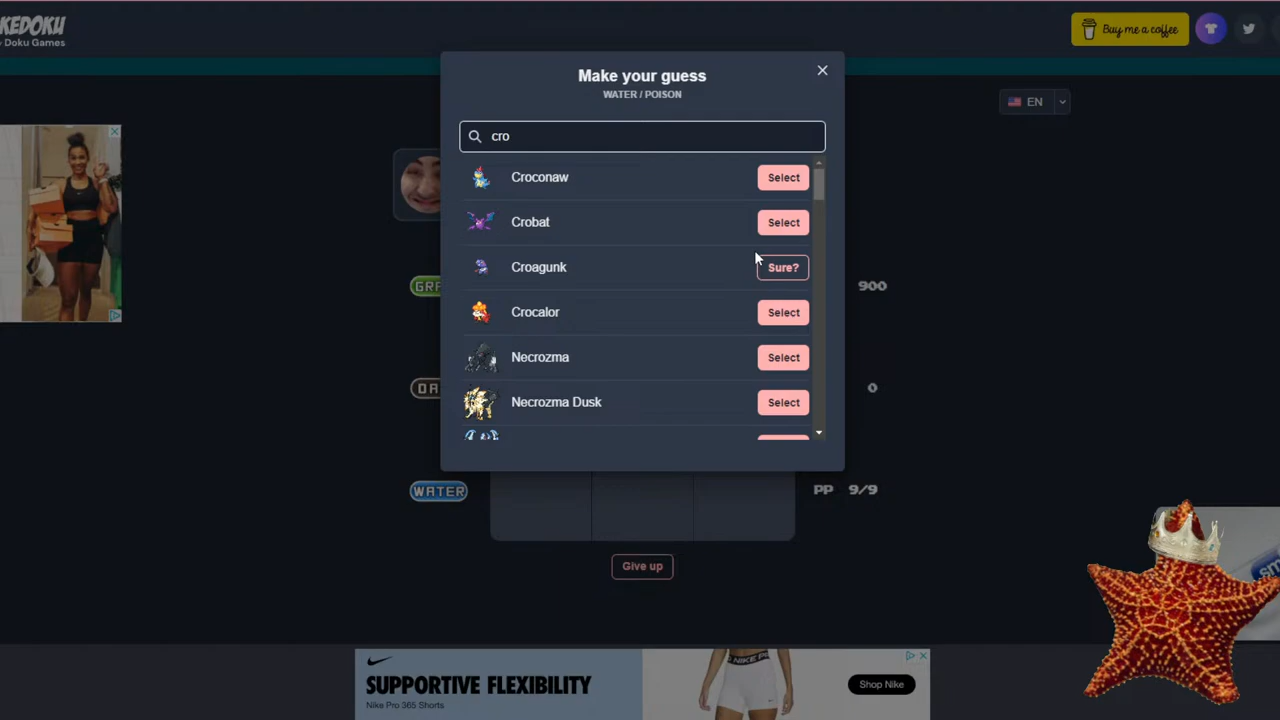 KEDOKU
Doku Games
Buy me a coffee
Make your guess
WATER / POISON
EN
cro
Croconaw
Select
Crobat
Select
Croagunk
Sure?
Crocalor
Select
Necrozma
Select
Necrozma Dusk
Select
900
0
WATER
PP 9/9
Give up
SUPPORTIVE FLEXIBILITY
Nike Pro 365 Shorts
Shop Nike